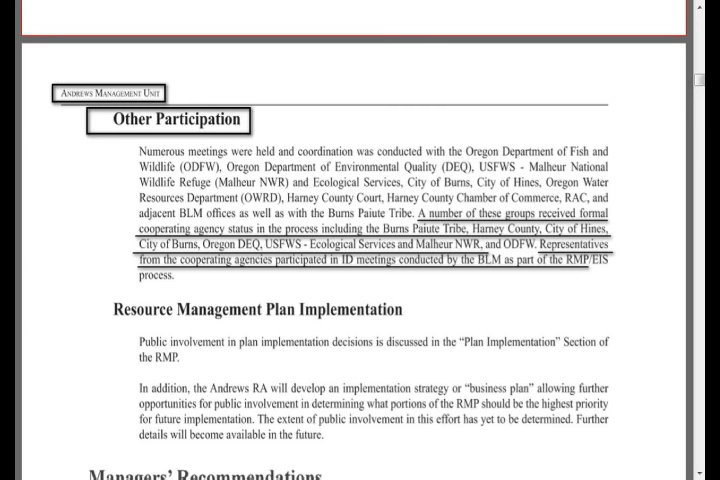 ANDREWS MANAGEMENT UNIT
Other Participation
Numerous meetings were held and coordination was conducted with the Oregon Department of Fish and
Wildlife (ODFW), Oregon Department of Environmental Quality (DEQ), USFWS - Malheur National
Wildlife Refuge (Malheur NWR) and Ecological Services, City of Burns, City of Hines, Oregon Water
Resources Department (OWRD), Harney County Court, Harney County Chamber of Commerce, RAC, and
adjacent BLM offices as well as with the Burns Paiute Tribe. A number of these groups received formal
cooperating agency status in the process including the Burns Paiute Tribe, Harney County, City of Hines,
City of Burns, Oregon DEQ, USFWS - Ecological Services and Malheur NWR, and ODFW. Representatives
from the cooperating agencies participated in ID meetings conducted by the BLM as part of the RMP/EIS
process.
Resource Management Plan Implementation
Public involvement in plan implementation decisions is discussed in the “Plan Implementation” Section of
the RMP.
In addition, the Andrews RA will develop an implementation strategy or “business plan” allowing further
opportunities for public involvement in determining what portions of the RMP should be the highest priority
for future implementation. The extent of public involvement in this effort has yet to be determined. Further
details will become available in the future.
Managers’ Recommendations